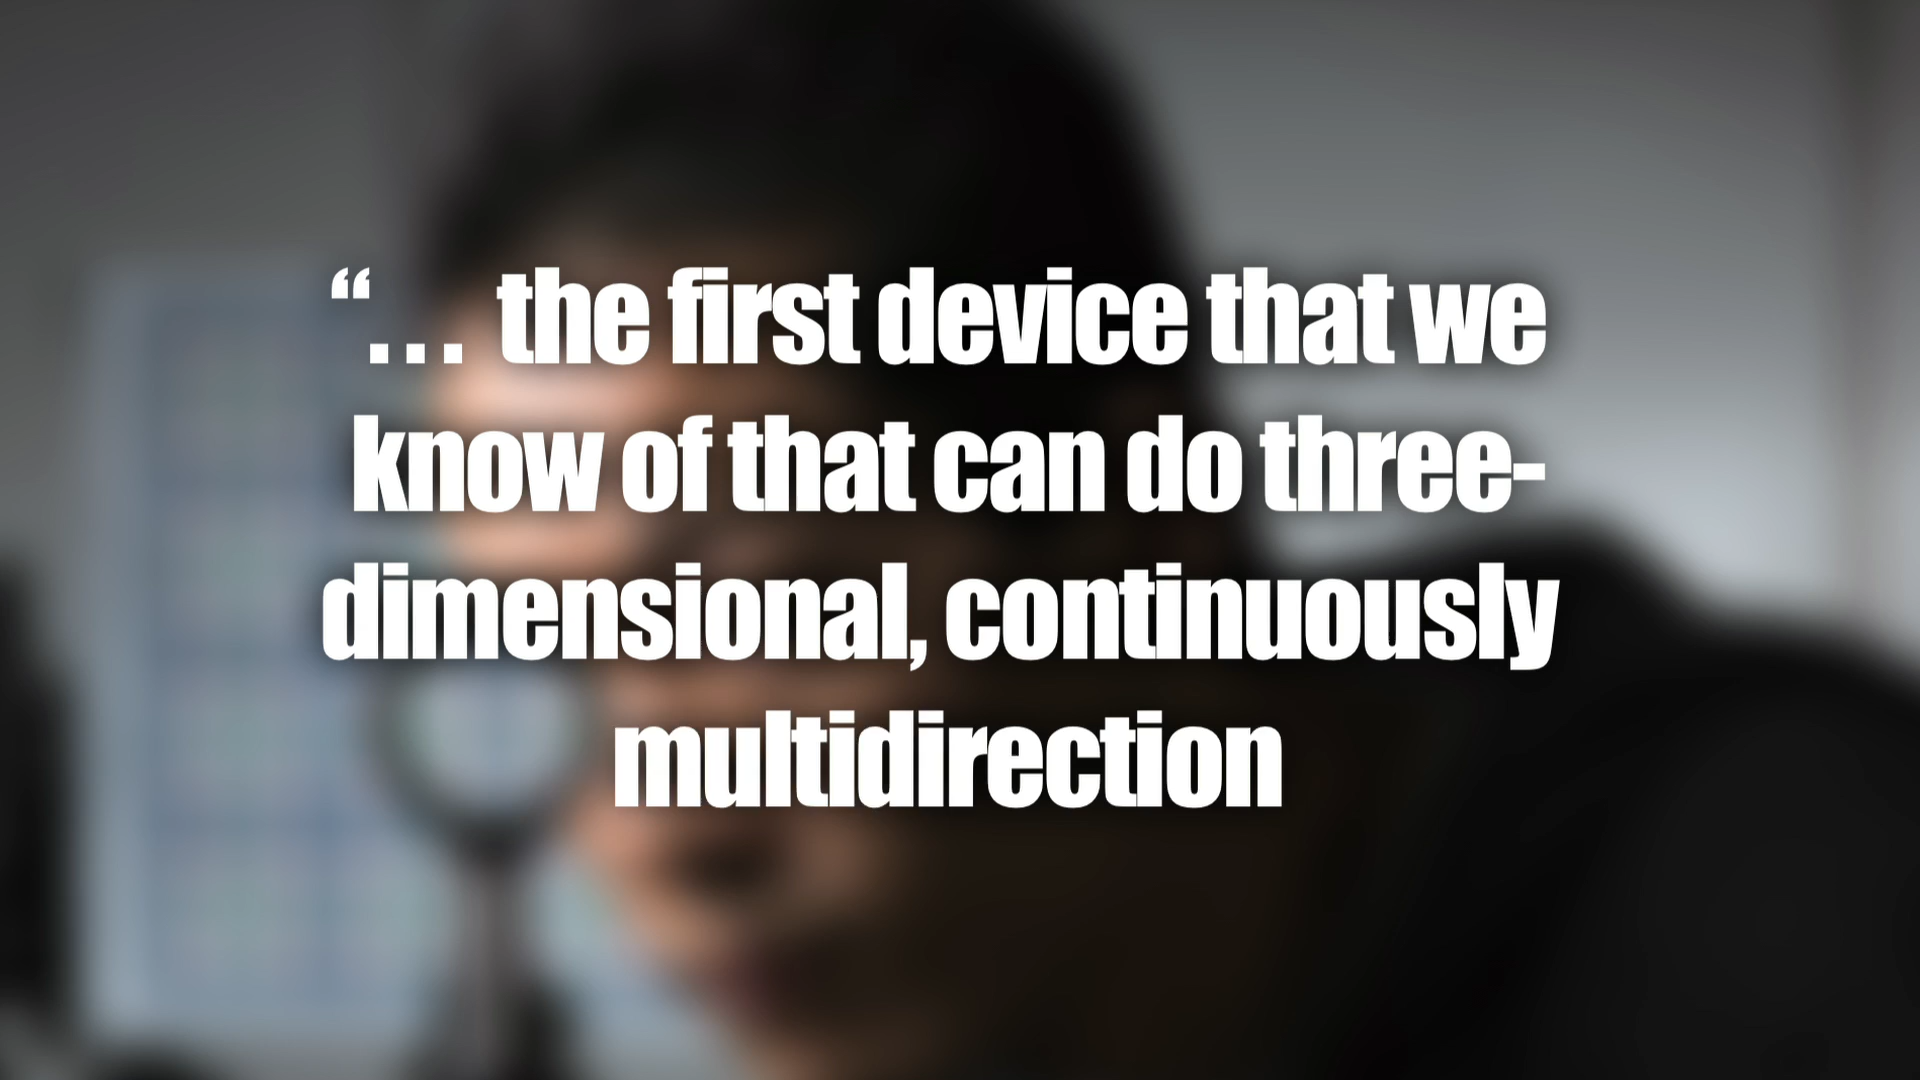 “… the first device that we
know of that can do three-
dimensional, continuously
multidirection